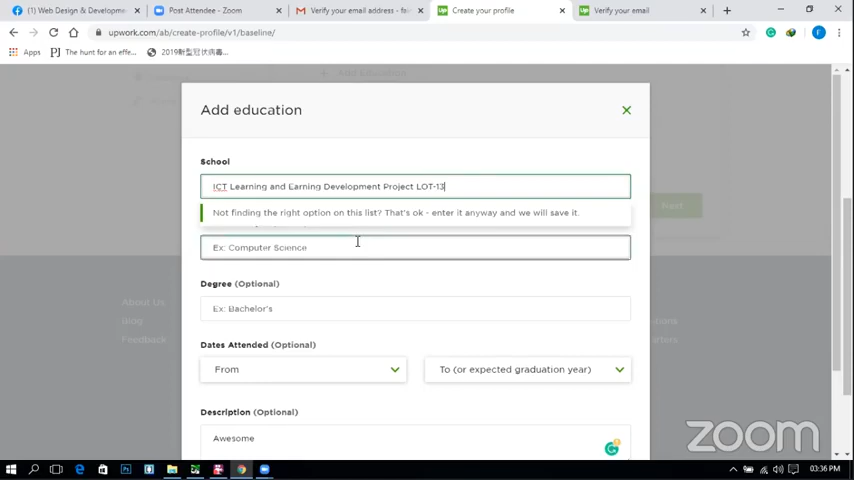 (1) Web Design & Developmen
Post Attendee - Zoom
Verify your email address - fai
Create your profile
Verify your email
upwork.com/ab/create-profile/v1/baseline/
Apps
The hunt for an effe...
2019新型冠状病毒...
Add Education
Add education
School
ICT Learning and Earning Development Project LOT-13
Not finding the right option on this list? That's ok - enter it anyway and we will save it.
Next
Ex: Computer Science
Degree (Optional)
About Us
Blog
Ex: Bachelor's
Feedback
Dates Attended (Optional)
From
To (or expected graduation year)
Description (Optional)
Awesome
zoom
03:36 PM